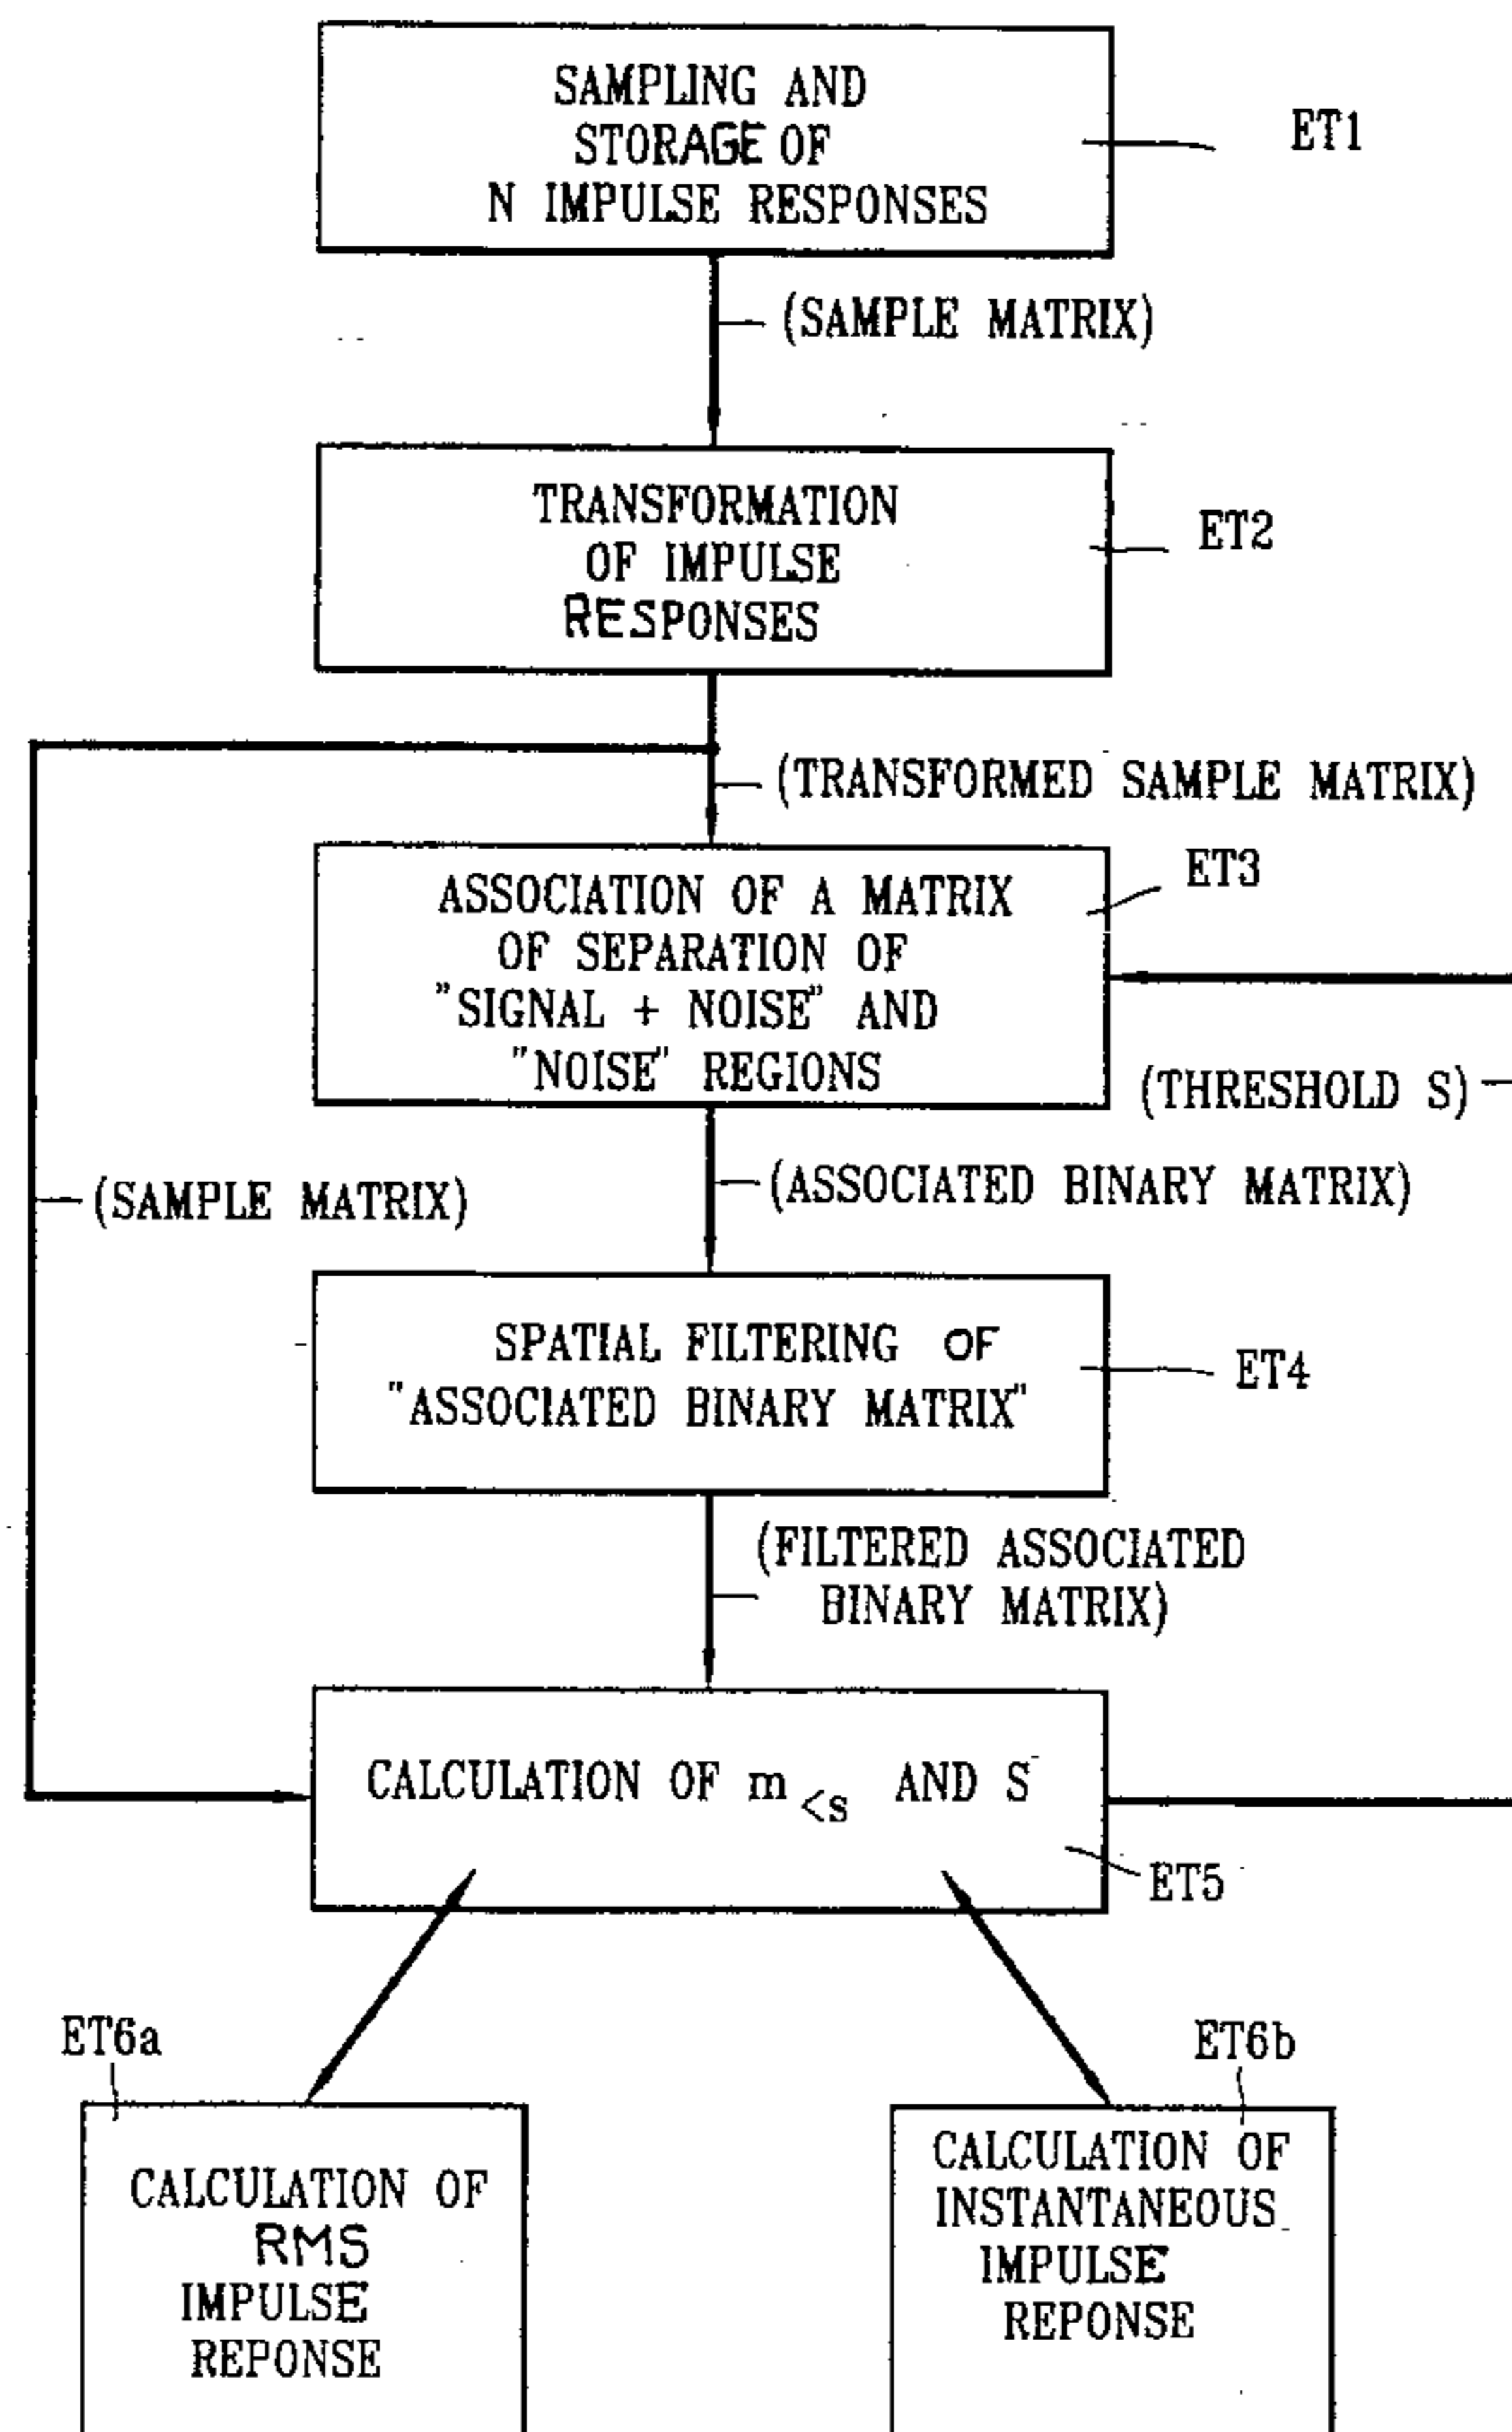 SAMPLING AND
STORAGE OF
N IMPULSE RESPONSES
ET1
(SAMPLE MATRIX)
TRANSFORMATION
OF IMPULSE
RESPONSES
ET2
(TRANSFORMED SAMPLE MATRIX)
ET3
ASSOCIATION OF A MATRIX
OF SEPARATION OF
"SIGNAL + NOISE" AND
"NOISE" REGIONS
(THRESHOLD S)
(SAMPLE MATRIX)
(ASSOCIATED BINARY MATRIX)
SPATIAL FILTERING OF
"ASSOCIATED BINARY MATRIX"
ET4
(FILTERED ASSOCIATED
BINARY MATRIX)
CALCULATION OF m <s AND S
ET5
ET6a
CALCULATION OF
RMS
IMPULSE
REPONSE
ET6b
CALCULATION OF
INSTANTANEOUS
IMPULSE
REPONSE